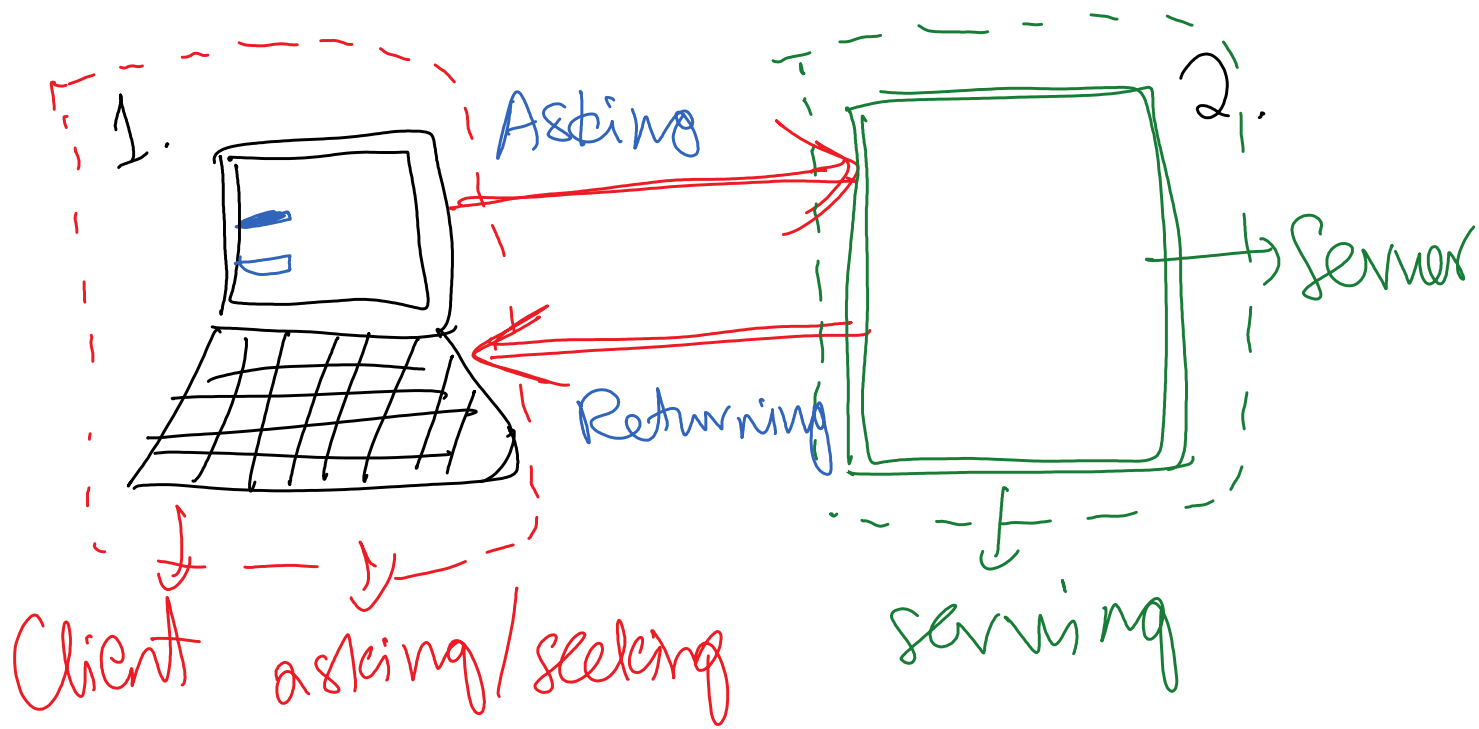 1.
2.
Asking
Server
Returning
Client
asking/seeking
serving